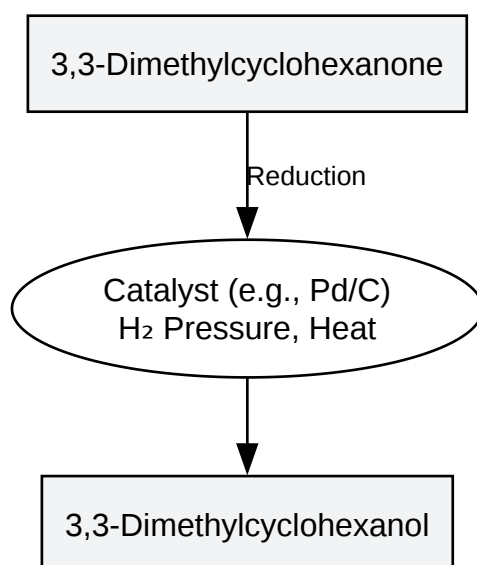 3,3-Dimethylcyclohexanone
Reduction
Catalyst (e.g., Pd/C)
H₂ Pressure, Heat
3,3-Dimethylcyclohexanol